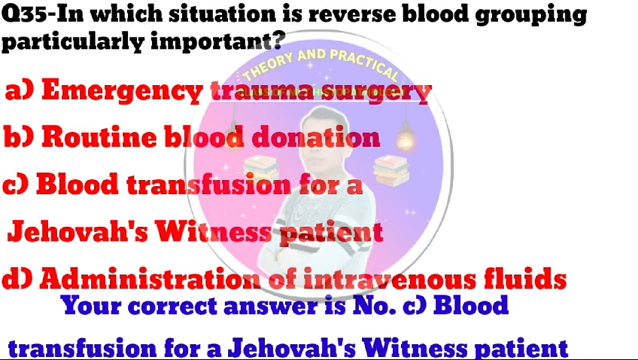 Q35-In which situation is reverse blood grouping
particularly important?
THEORY AND PRACTICAL
a) Emergency trauma surgery
b) Routine blood donation
c) Blood transfusion for a
Jehovah's Witness patient
d) Administration of intravenous fluids
Your correct answer is No. c) Blood
transfusion for a Jehovah's Witness patient